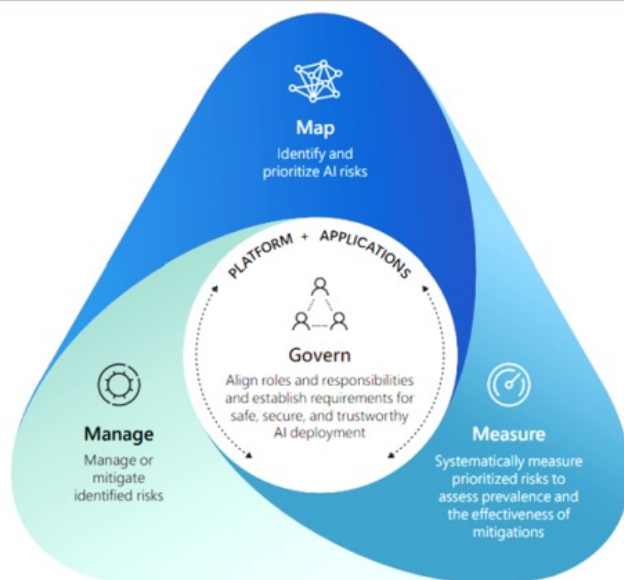 Map
Identify and
prioritize AI risks
PLATFORM + APPLICATIONS
Govern
Align roles and responsibilities
and establish requirements for
safe, secure, and trustworthy
AI deployment
Manage
Manage or
mitigate
identified risks
Measure
Systematically measure
prioritized risks to
assess prevalence and
the effectiveness of
mitigations